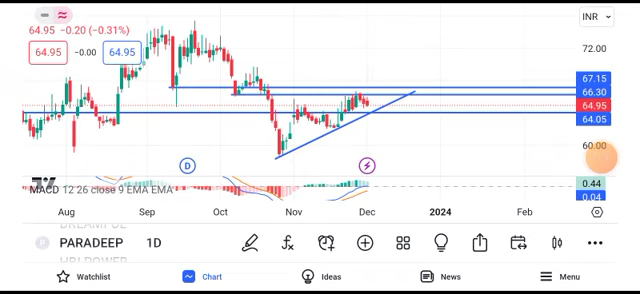 INR
64.95 −0.20 (−0.31%)
64.95 −0.00 64.95
72.00
67.15
66.30
64.95
64.05
60.00
D
MACD 12 26 close 9 EMA EMA
0.44
0.04
Aug Sep Oct Nov Dec 2024 Feb
P PARADEEP 1D
Watchlist Chart Ideas News Menu